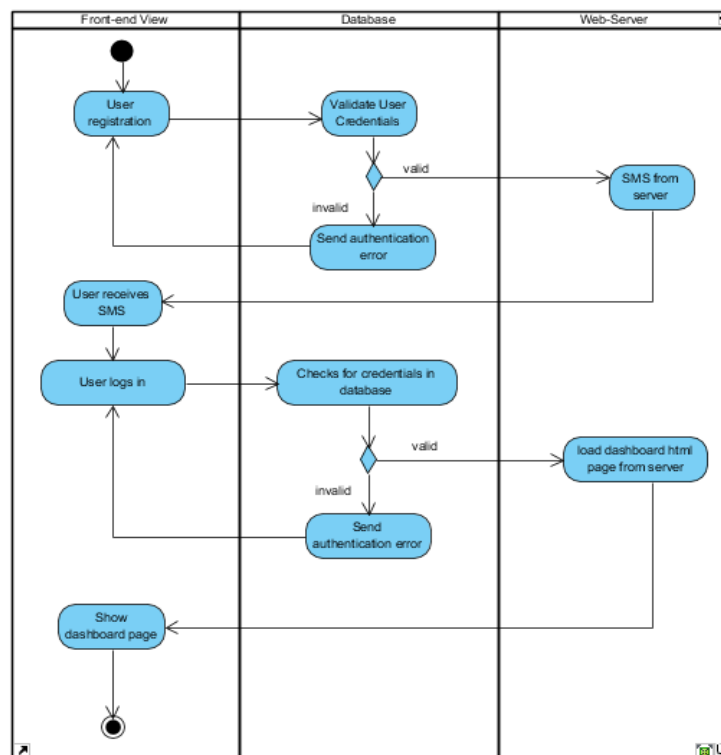 Front-end View
Database
Web-Server
User
registration
Validate User
Credentials
valid
SMS from
server
invalid
Send authentication
error
User receives
SMS
User logs in
Checks for credentials in
database
valid
load dashboard html
page from server
invalid
Send
authentication error
Show
dashboard page